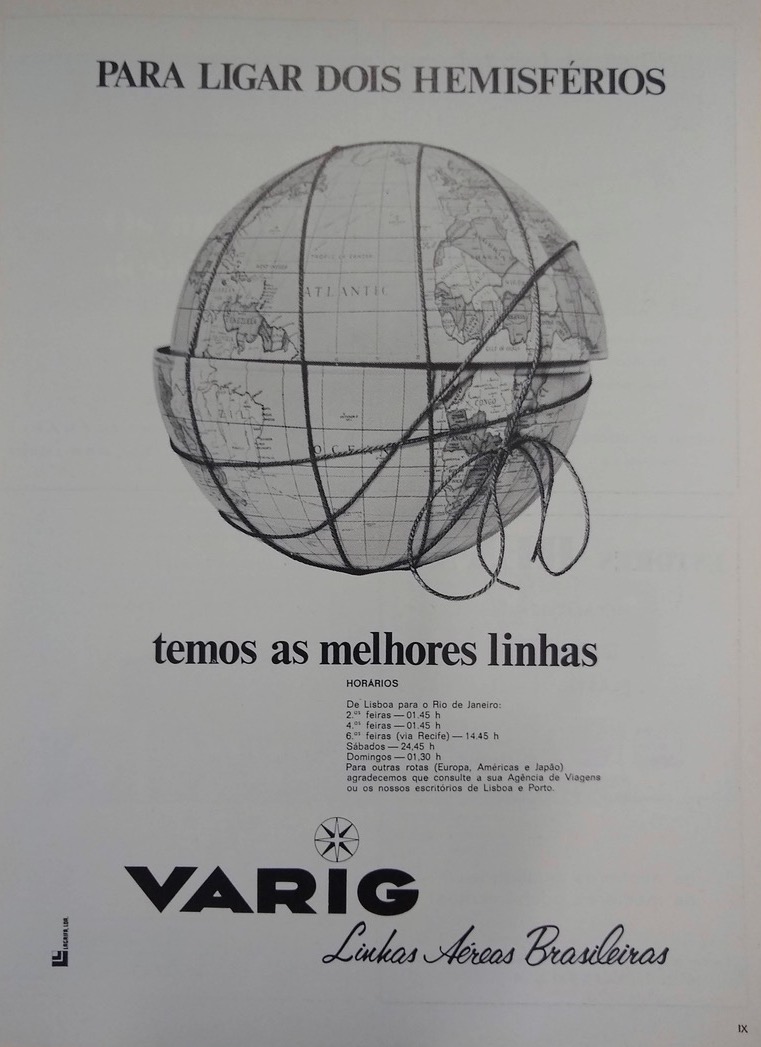 PARA LIGAR DOIS HEMISFÉRIOS
ATLANTIC
OCEAN
CONGO
ANGOLA
temos as melhores linhas
HORÁRIOS
De Lisboa para o Rio de Janeiro:
2.ªˢ feiras — 01.45 h
4.ªˢ feiras — 01.45 h
6.ªˢ feiras (via Recife) — 14.45 h
Sábados — 24,45 h
Domingos — 01,30 h
Para outras rotas (Europa, Américas e Japão)
agradecemos que consulte a sua Agência de Viagens
ou os nossos escritórios de Lisboa e Porto.
VARIG
Linhas Aéreas Brasileiras
IX